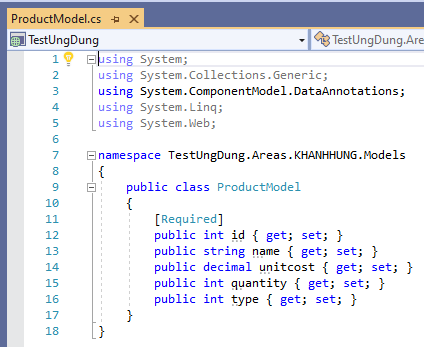 ProductModel.cs
TestUngDung
TestUngDung.Are
1 using System;
2 using System.Collections.Generic;
3 using System.ComponentModel.DataAnnotations;
4 using System.Linq;
5 using System.Web;
6
7 namespace TestUngDung.Areas.KHANHHUNG.Models
8 {
9 public class ProductModel
10 {
11 [Required]
12 public int id { get; set; }
13 public string name { get; set; }
14 public decimal unitcost { get; set; }
15 public int quantity { get; set; }
16 public int type { get; set; }
17 }
18 }